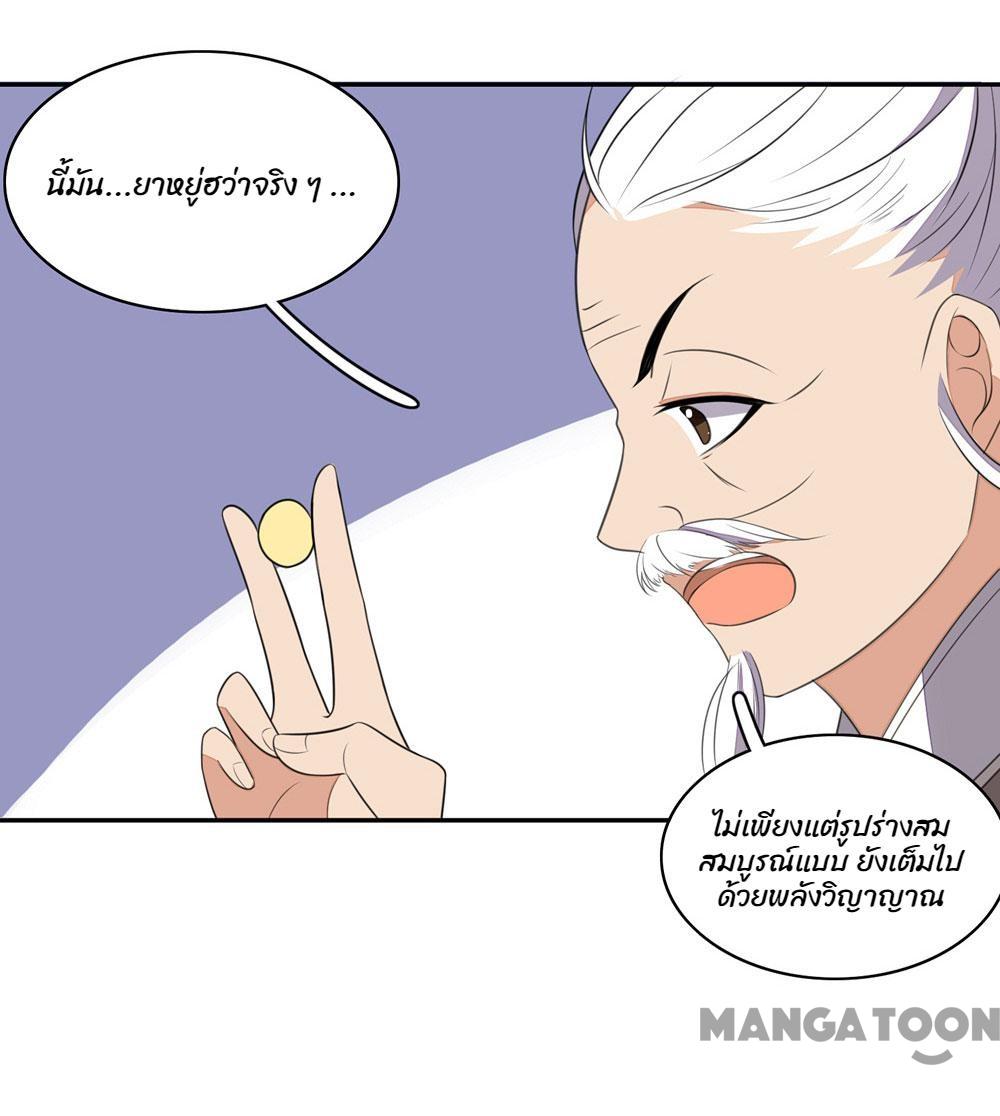 นี้มัน...ยาหยู่ฮว่าจริง ๆ ...
ไม่เพียงแต่รูปร่างสม
สมบูรณ์แบบ ยังเต็มไป
ด้วยพลังวิญาญาณ
MANGATOON